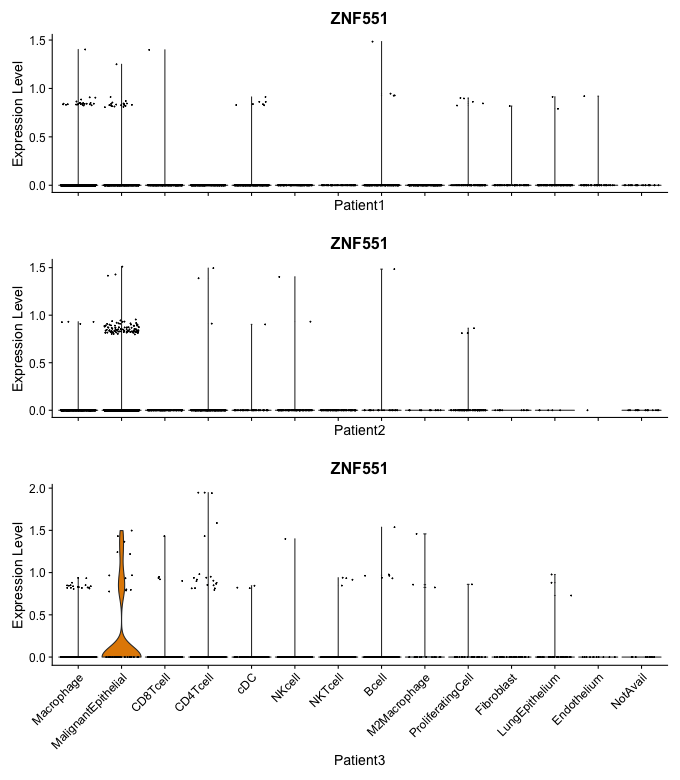 ZNF551
Expression Level
1.5
1.0
0.5
0.0
Patient1
ZNF551
Expression Level
1.5
1.0
0.5
0.0
Patient2
ZNF551
Expression Level
2.0
1.5
1.0
0.5
0.0
Macrophage
MalignantEpithelial
CD8Tcell
CD4Tcell
cDC
NKcell
NKTcell
Bcell
M2Macrophage
ProliferatingCell
Fibroblast
LungEpithelium
Endothelium
NotAvail
Patient3